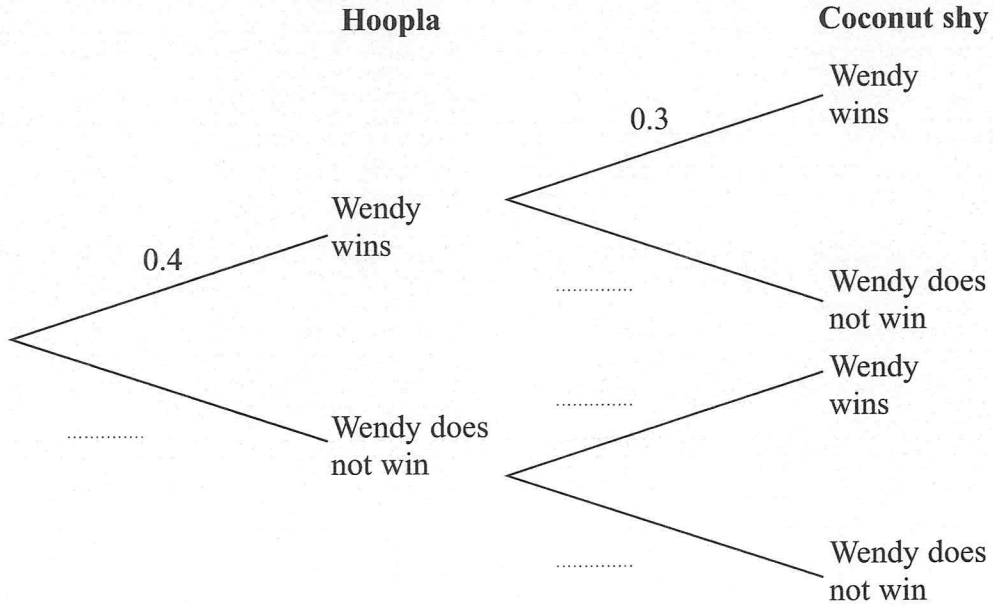 Hoopla
Coconut shy
Wendy
wins
0.3
Wendy
wins
0.4
.............
Wendy does
not win
.............
Wendy
wins
.............
Wendy does
not win
.............
Wendy does
not win